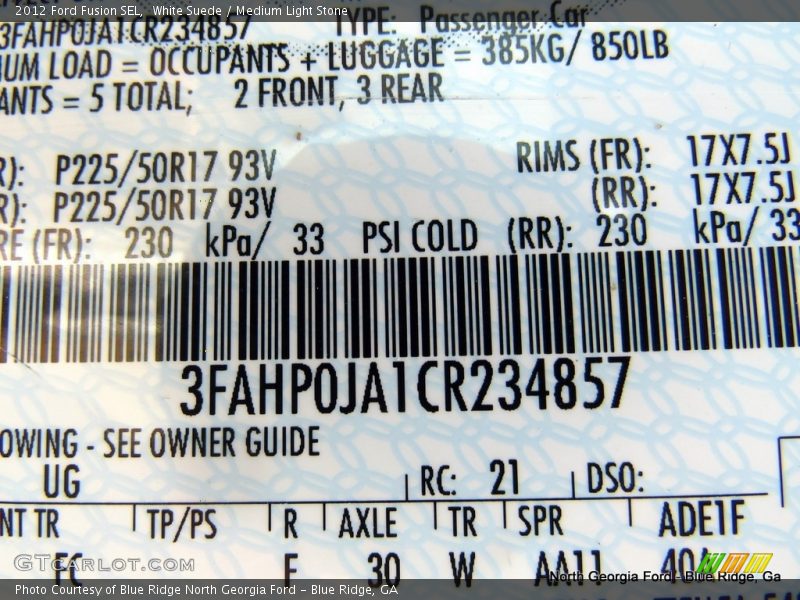 2012 Ford Fusion SEL, White Suede / Medium Light Stone
3FAHP0JA1CR234857 TYPE: Passenger Car
UM LOAD = OCCUPANTS + LUGGAGE = 385KG/ 850LB
ANTS = 5 TOTAL; 2 FRONT, 3 REAR
R): P225/50R17 93V RIMS (FR): 17X7.5J
R): P225/50R17 93V (RR): 17X7.5J
RE (FR): 230 kPa/ 33 PSI COLD (RR): 230 kPa/ 33
3FAHP0JA1CR234857
OWING - SEE OWNER GUIDE
UG RC: 21 DSO:
NT TR TP/PS R AXLE TR SPR ADE1F
FC F 30 W AA11 40
GTCarLot.com
North Georgia Ford - Blue Ridge, Ga
Photo Courtesy of Blue Ridge North Georgia Ford - Blue Ridge, GA